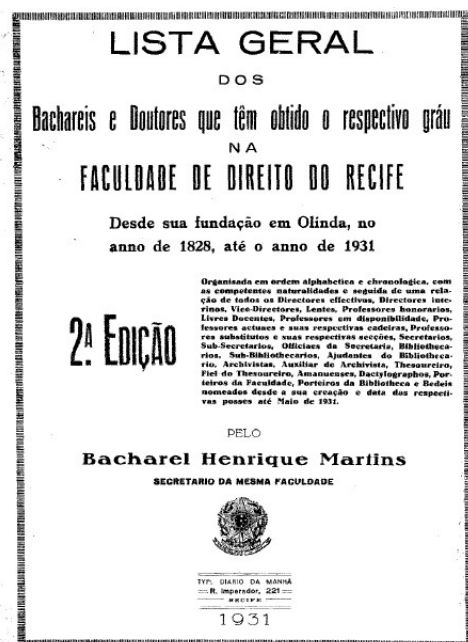 LISTA GERAL
DOS
Bachareis e Doutores que têm obtido o respectivo gráu
NA
FACULDADE DE DIREITO DO RECIFE
Desde sua fundação em Olinda, no
anno de 1828, até o anno de 1931
2.ª EDIÇÃO
Organisada em ordem alphabetica e chronologica, com
as competentes naturalidades e seguida de uma rela-
ção de todos os Directores effectivos, Directores inte-
rinos, Vice-Directores, Lentes, Professores honorarios,
Livres Docentes, Professores em disponibilidade, Pro-
fessores actuaes e suas respectivas cadeiras, Professo-
res substitutos e suas respectivas secções, Secretarios,
Sub-Secretarios, Officiaes da Secretaria, Bibliotheca-
rios, Sub-Bibliothecarios, Ajudantes do Bibliotheca-
rio, Archivistas, Auxiliar de Archivista, Thesoureiro,
Fiel do Thesoureiro, Amanuenses, Dactylographos, Por-
teiros da Faculdade, Porteiros da Bibliotheca e Bedeis
nomeados desde a sua creação e data das respecti-
vas posses até Maio de 1931.
PELO
Bacharel Henrique Martins
SECRETARIO DA MESMA FACULDADE
TYP. DIARIO DA MANHÃ
R. Imperador, 221
RECIFE
1931